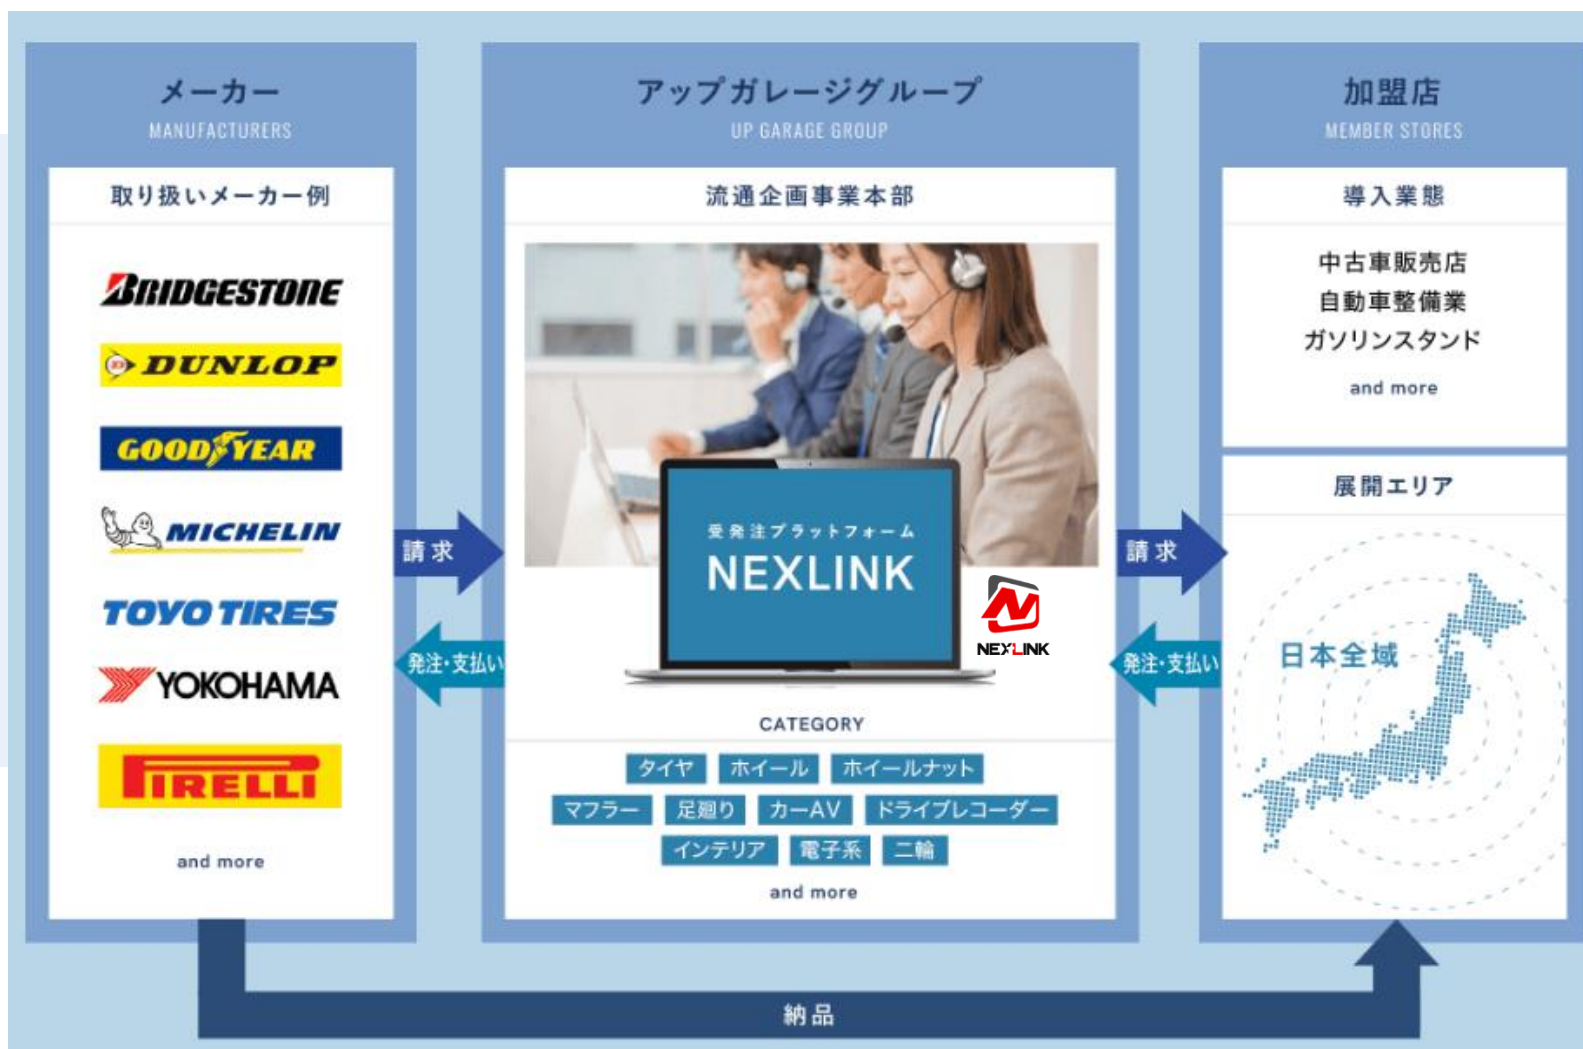 メーカー
MANUFACTURERS
取り扱いメーカー例
BRIDGESTONE
DUNLOP
GOODYEAR
MICHELIN
TOYO TIRES
YOKOHAMA
PIRELLI
and more
請求
発注・支払い
アップガレージグループ
UP GARAGE GROUP
流通企画事業本部
受発注プラットフォーム
NEXLINK
NEXLINK
CATEGORY
タイヤ ホイール ホイールナット
マフラー 足廻り カーAV ドライブレコーダー
インテリア 電子系 二輪
and more
請求
発注・支払い
加盟店
MEMBER STORES
導入業態
中古車販売店
自動車整備業
ガソリンスタンド
and more
展開エリア
日本全域
納品